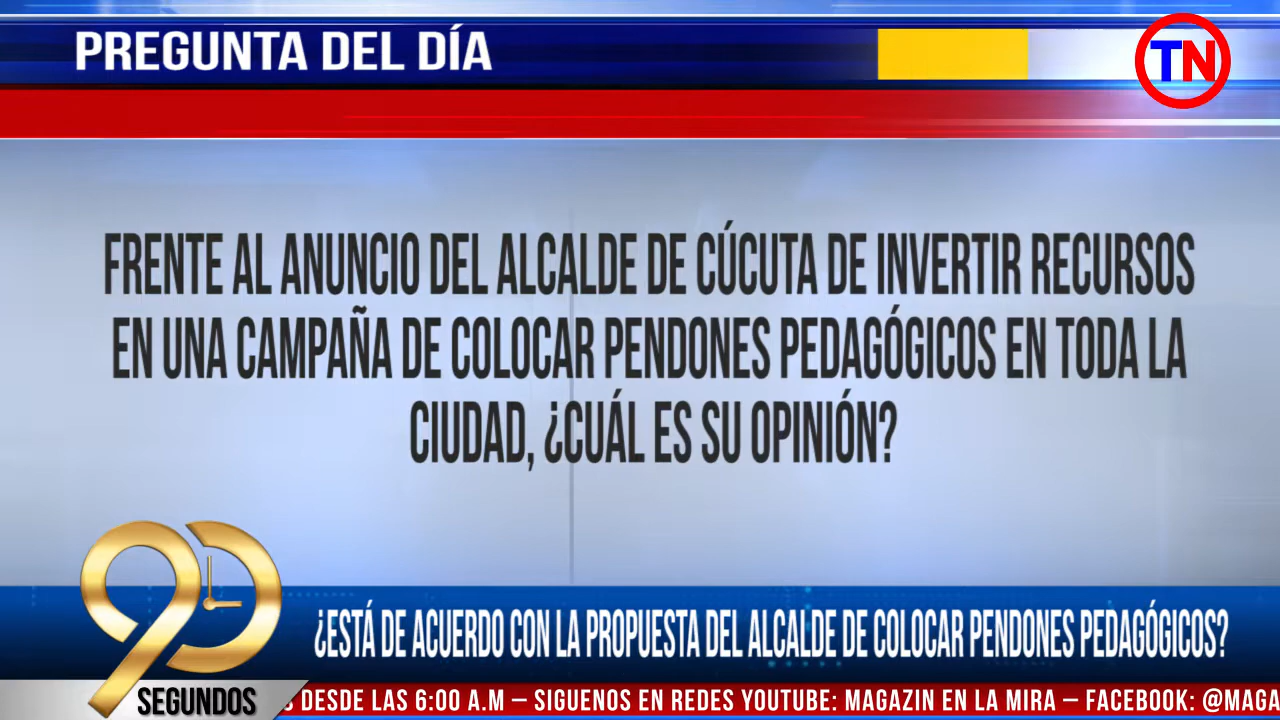 PREGUNTA DEL DÍA
TN
FRENTE AL ANUNCIO DEL ALCALDE DE CÚCUTA DE INVERTIR RECURSOS
EN UNA CAMPAÑA DE COLOCAR PENDONES PEDAGÓGICOS EN TODA LA
CIUDAD, ¿CUÁL ES SU OPINIÓN?
90
¿ESTÁ DE ACUERDO CON LA PROPUESTA DEL ALCALDE DE COLOCAR PENDONES PEDAGÓGICOS?
SEGUNDOS
DESDE LAS 6:00 A.M – SIGUENOS EN REDES YOUTUBE: MAGAZIN EN LA MIRA – FACEBOOK: @MAGA